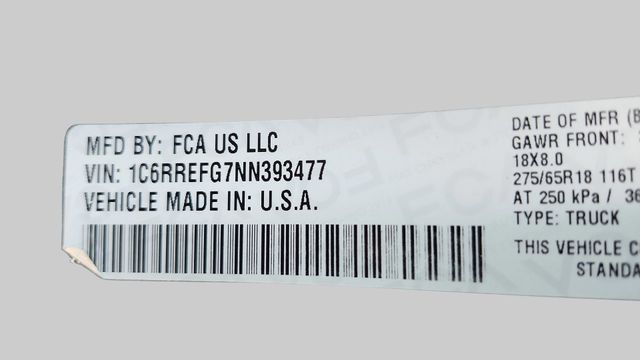 MFD BY: FCA US LLC
VIN: 1C6RREFG7NN393477
VEHICLE MADE IN: U.S.A.
DATE OF MFR
GAWR FRONT:
18X8.0
275/65R18 116T
AT 250 kPa / 36
TYPE: TRUCK
THIS VEHICLE